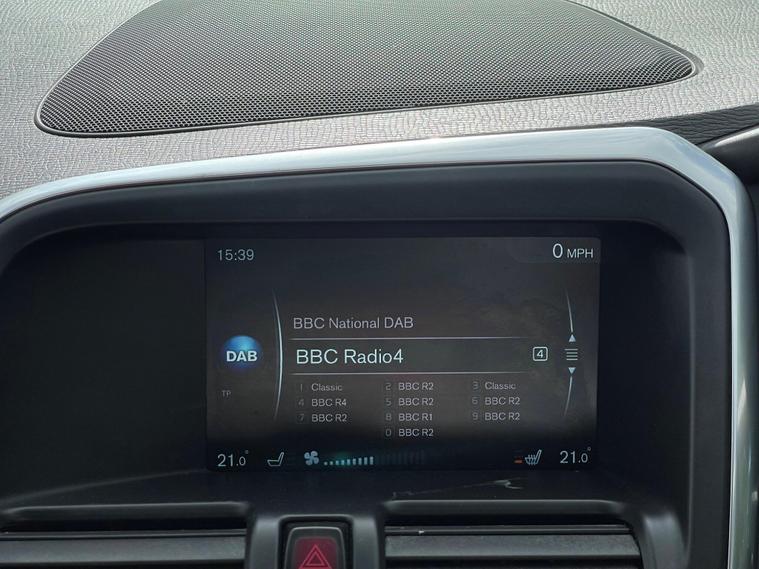 15:39 0 MPH
BBC National DAB
DAB BBC Radio4 4
TP
1 Classic 2 BBC R2 3 Classic
4 BBC R4 5 BBC R2 6 BBC R2
7 BBC R2 8 BBC R1 9 BBC R2
0 BBC R2
21.0° 21.0°